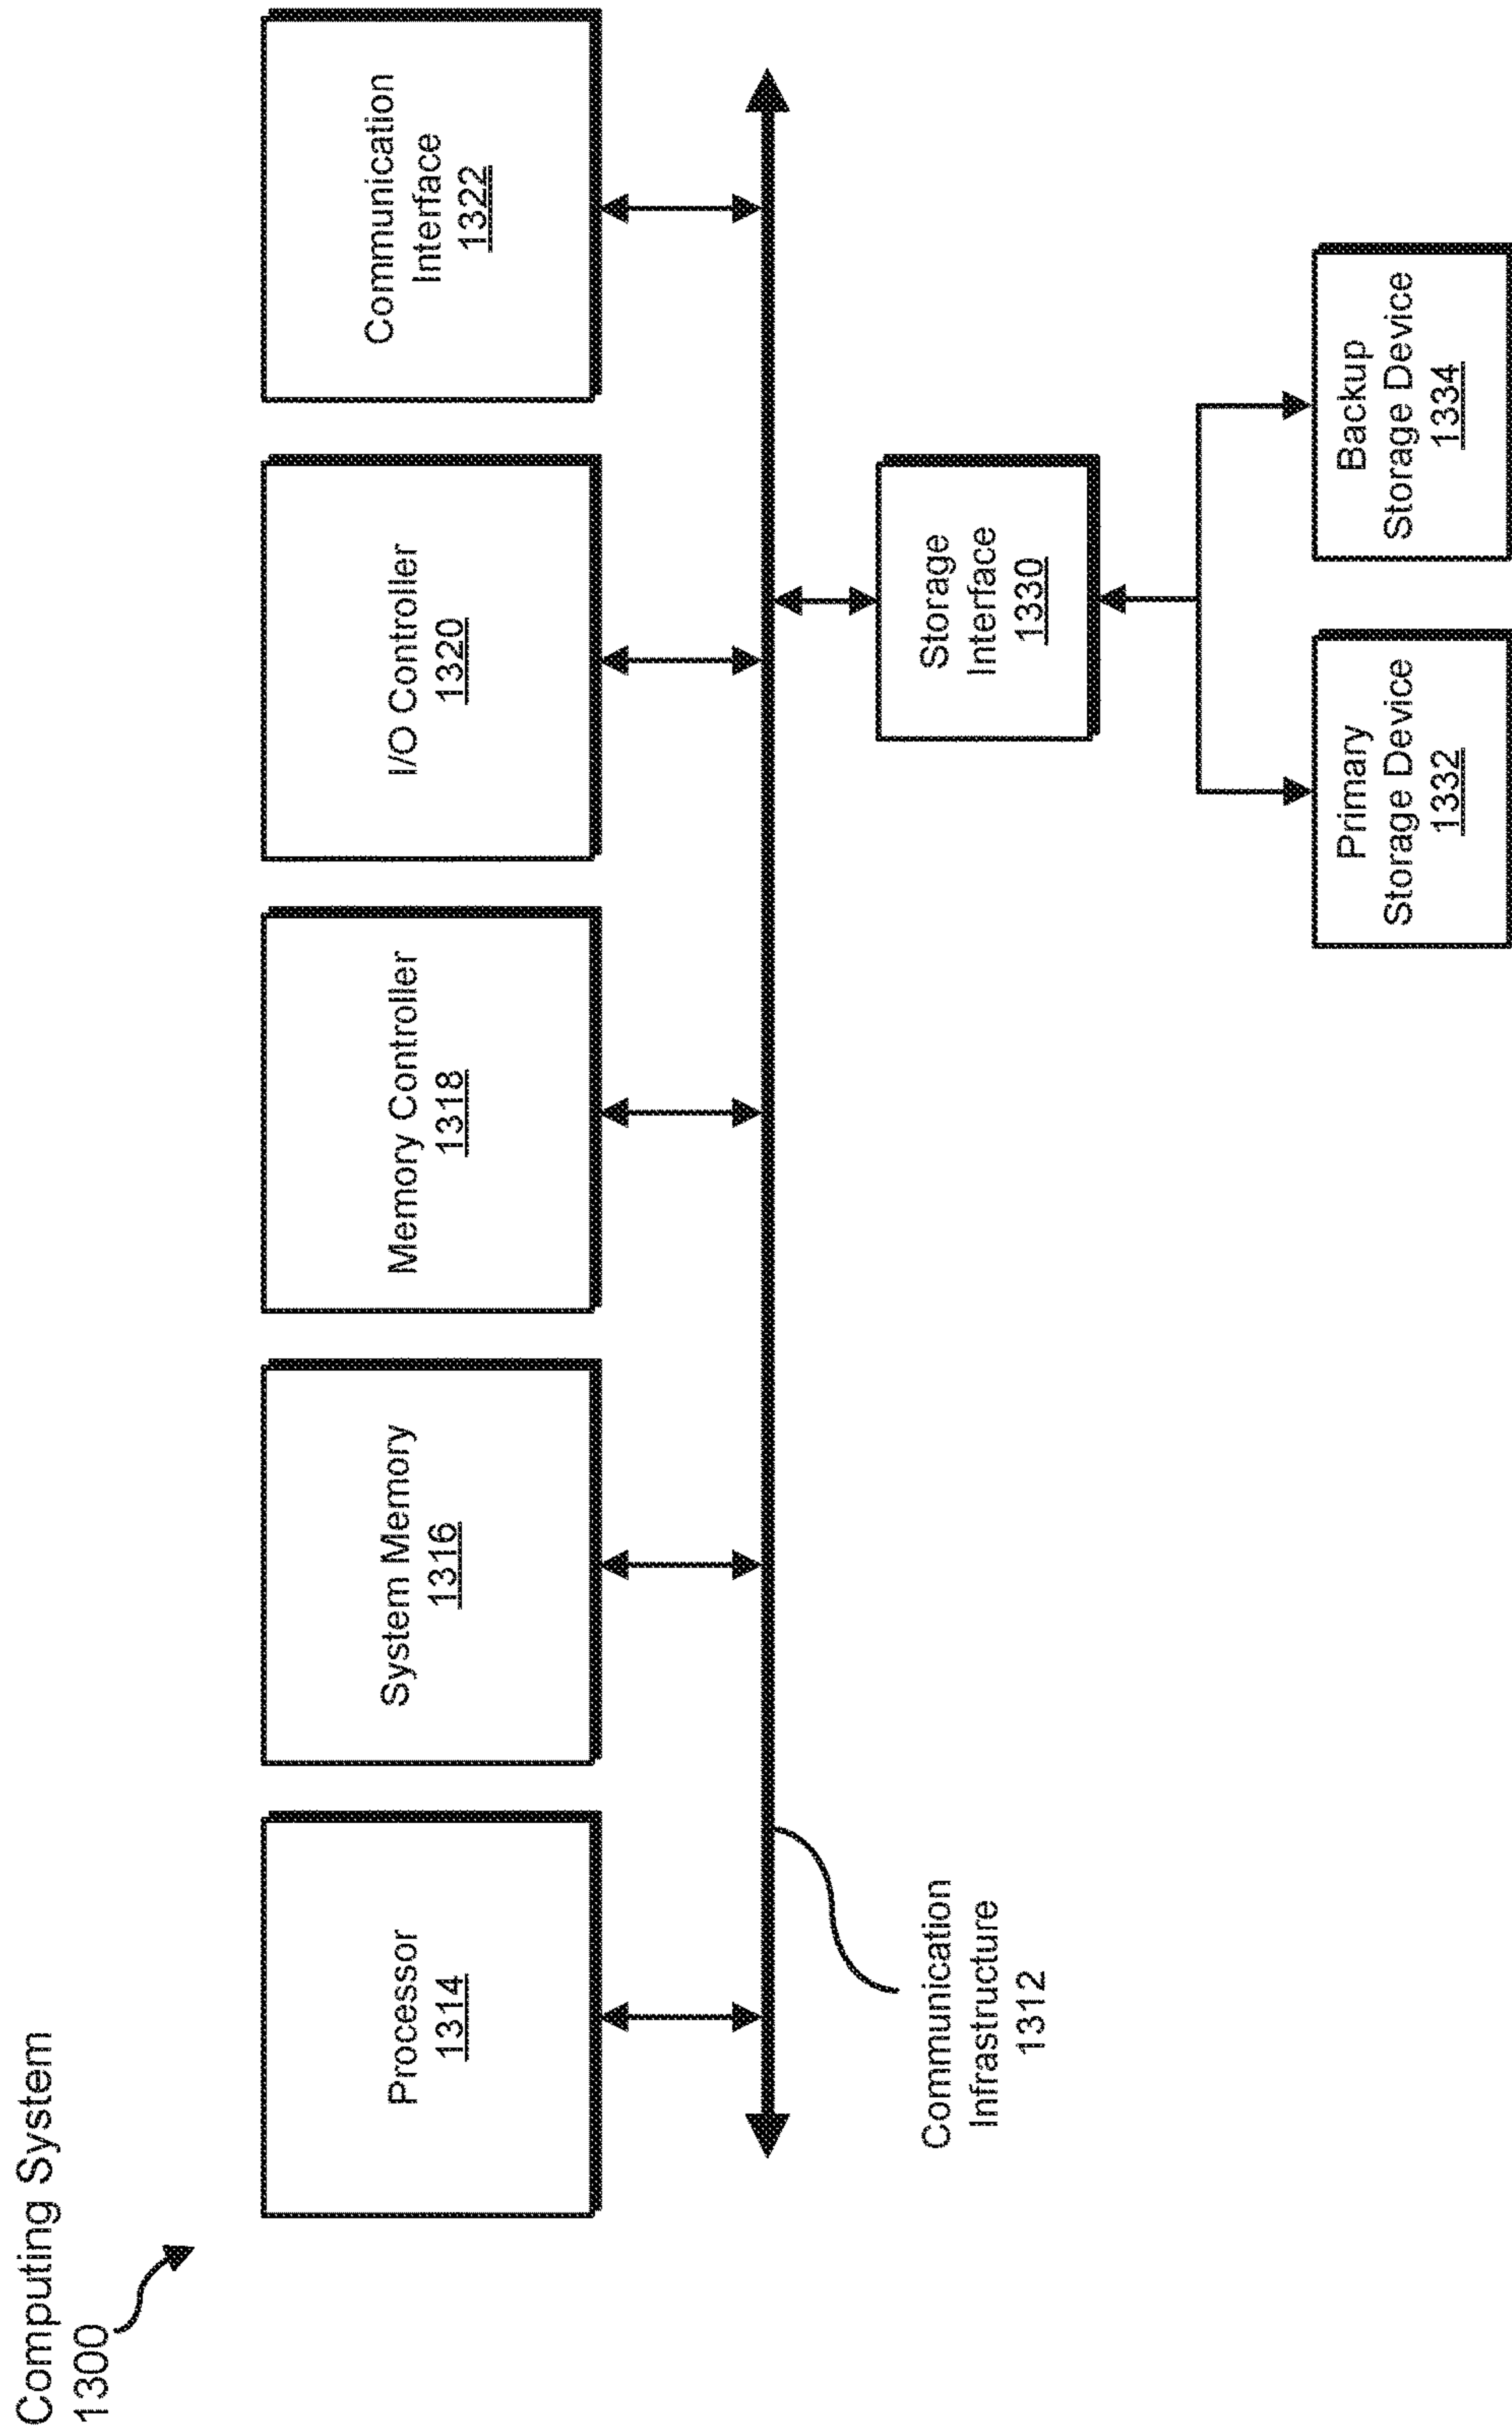 Computing System
1300
Processor
1314
System Memory
1316
Memory Controller
1318
I/O Controller
1320
Communication
Interface
1322
Communication
Infrastructure
1312
Storage
Interface
1330
Primary
Storage Device
1332
Backup
Storage Device
1334